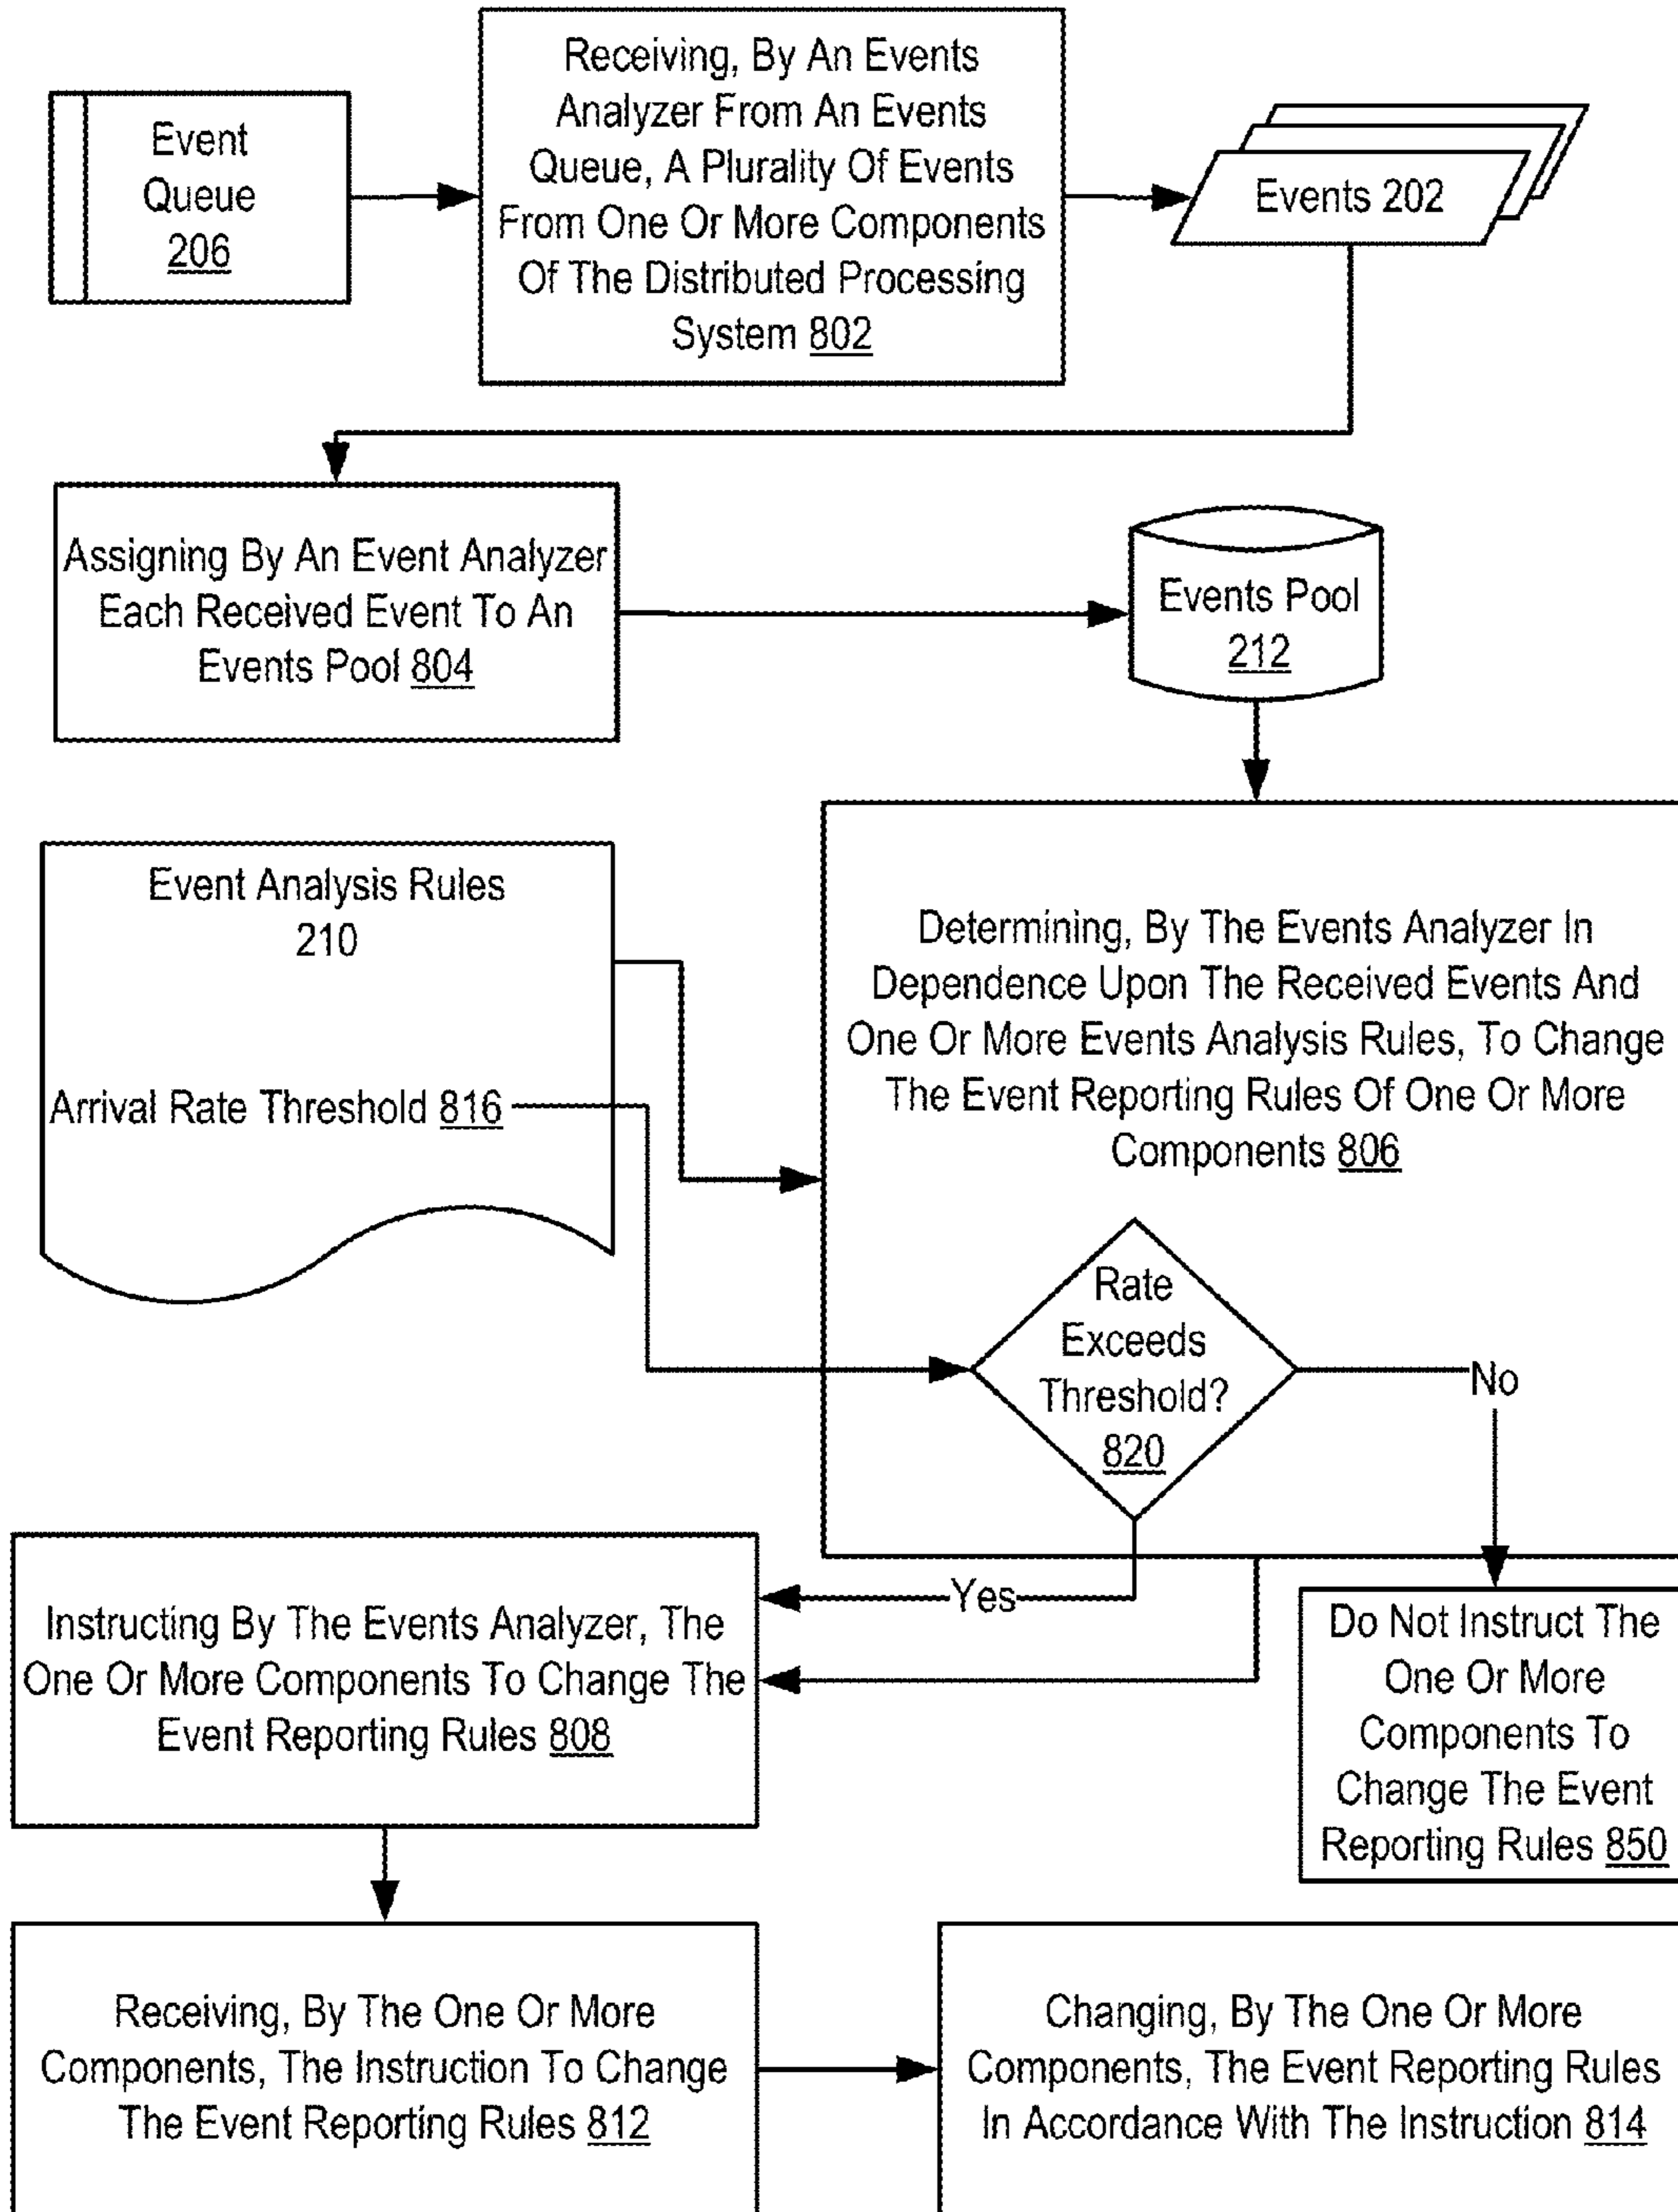 Event
Queue
206
Receiving, By An Events
Analyzer From An Events
Queue, A Plurality Of Events
From One Or More Components
Of The Distributed Processing
System 802
Events 202
Assigning By An Event Analyzer
Each Received Event To An
Events Pool 804
Events Pool
212
Event Analysis Rules
210
Arrival Rate Threshold 816
Determining, By The Events Analyzer In
Dependence Upon The Received Events And
One Or More Events Analysis Rules, To Change
The Event Reporting Rules Of One Or More
Components 806
Rate
Exceeds
Threshold?
820
No
Yes
Instructing By The Events Analyzer, The
One Or More Components To Change The
Event Reporting Rules 808
Do Not Instruct The
One Or More
Components To
Change The Event
Reporting Rules 850
Receiving, By The One Or More
Components, The Instruction To Change
The Event Reporting Rules 812
Changing, By The One Or More
Components, The Event Reporting Rules
In Accordance With The Instruction 814